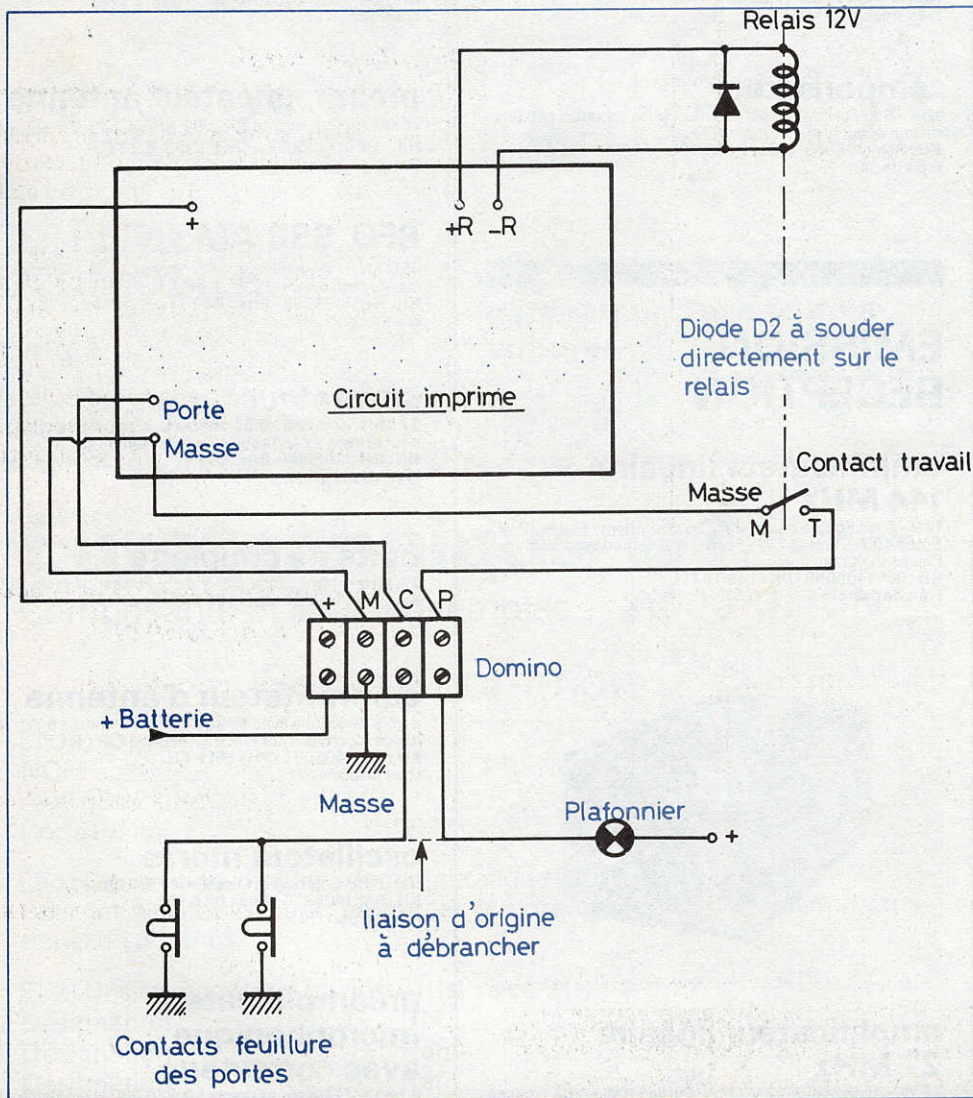 Relais 12V
+
+R
-R
Diode D2 à souder
directement sur le
relais
Porte
Circuit imprime
Masse
Contact travail
Masse
M
T
+
M
C
P
Domino
+ Batterie
Masse
Plafonnier
+
liaison d'origine
à débrancher
Contacts feuillure
des portes